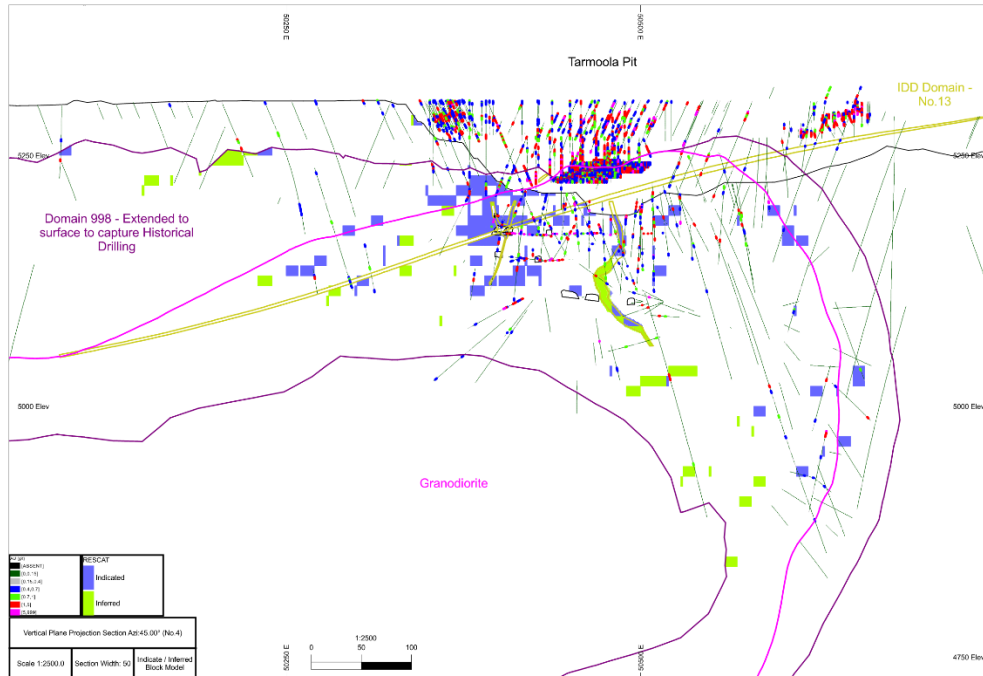 50250 E
50500 E
Tarmoola Pit
IDD Domain -
No.13
5250 Elev
5250 Elev
Domain 998 - Extended to
surface to capture Historical
Drilling
5000 Elev
5000 Elev
Granodiorite
[ABSENT]
RESCAT
Indicated
Inferred
Vertical Plane Projection Section Azi:45.00° (No.4)
Scale 1:2500.0
Section Width: 50
Indicate / Inferred
Block Model
50250 E
1:2500
0
50
100
50500 E
4750 Elev